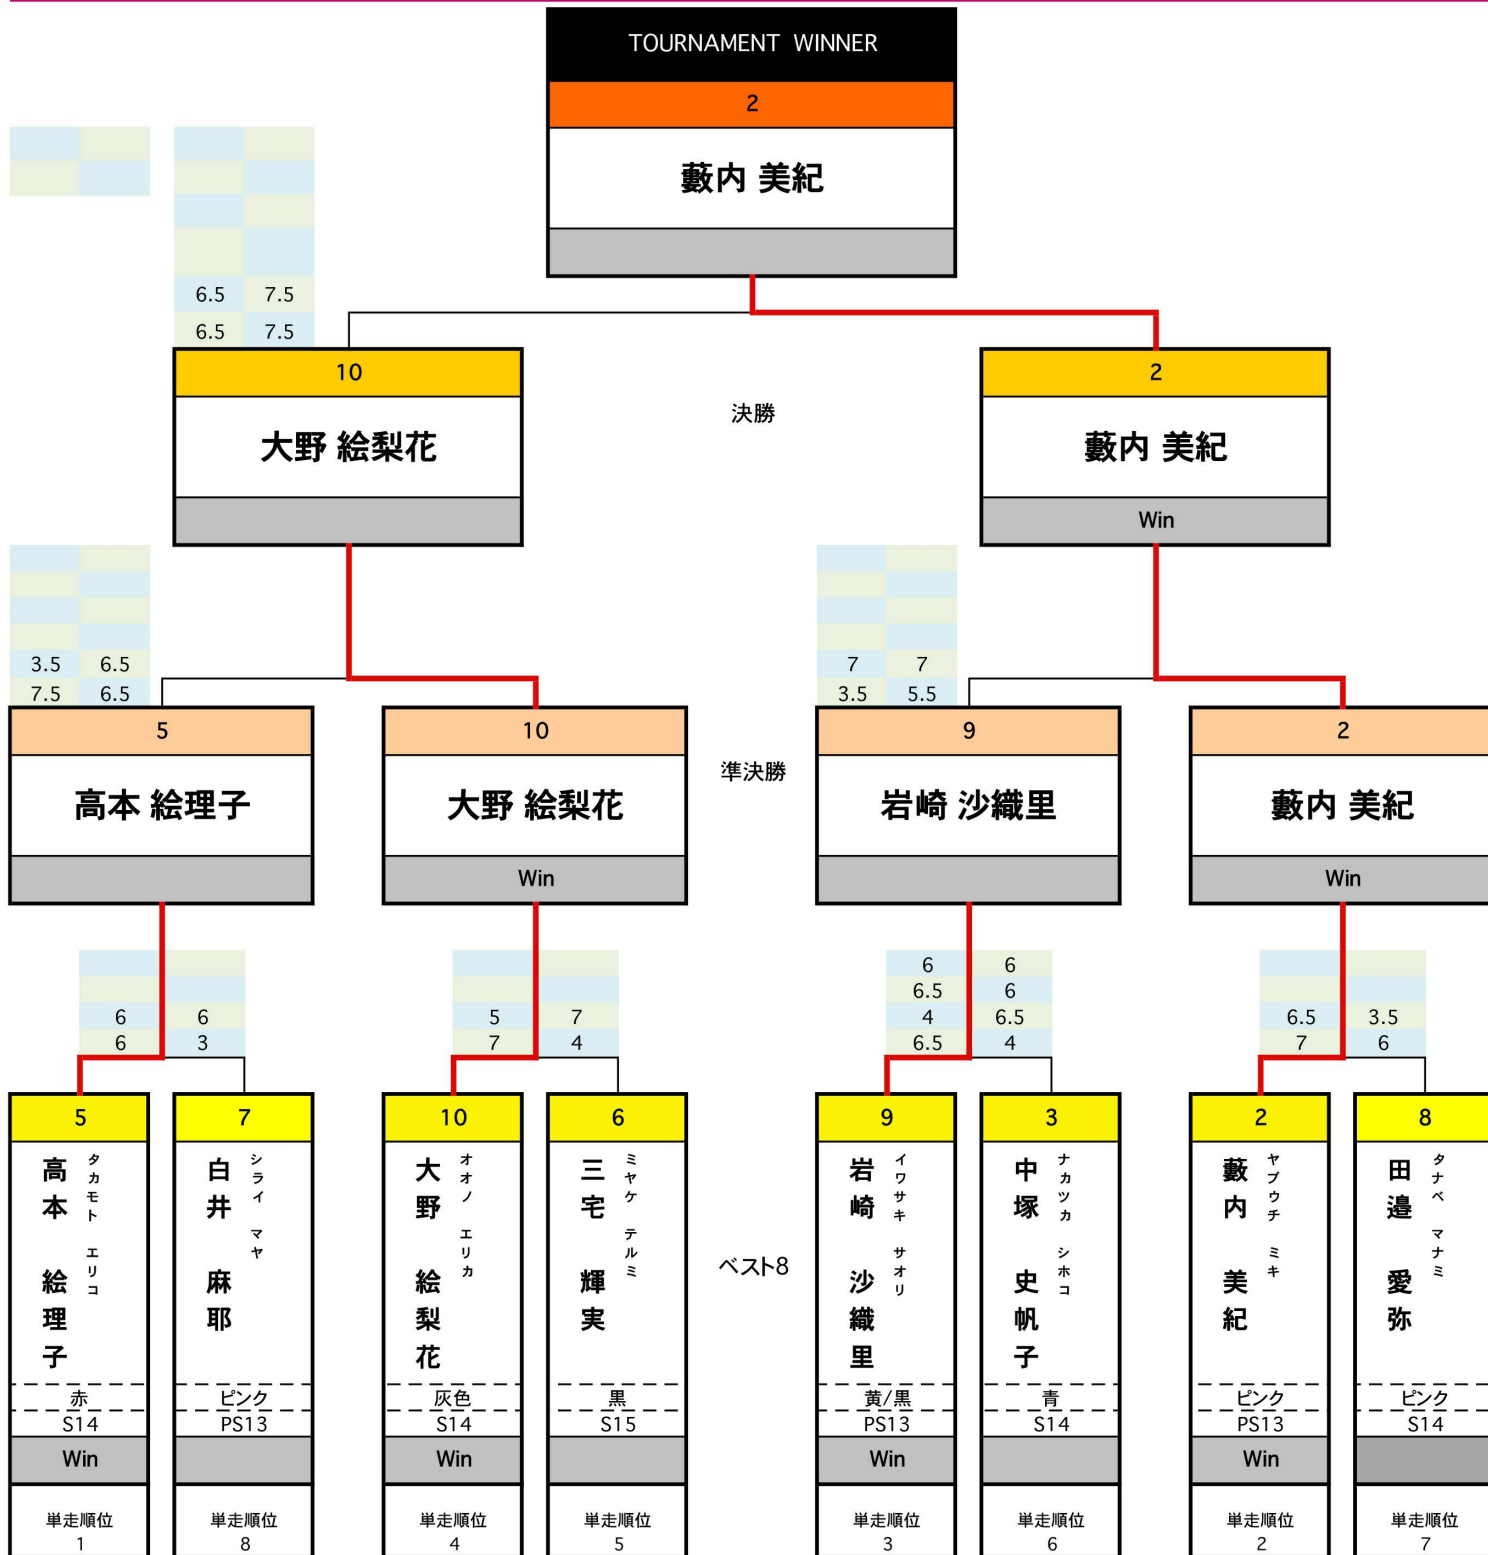 TOURNAMENT WINNER
2
藪内 美紀
6.5 7.5
6.5 7.5
10
大野 絵梨花
決勝
2
藪内 美紀
Win
3.5 6.5
7.5 6.5
7 7
3.5 5.5
5
高本 絵理子
10
大野 絵梨花
Win
準決勝
9
岩崎 沙織里
2
藪内 美紀
Win
6 6
6 3
5 7
7 4
6 6
6.5 6
4 6.5
6.5 4
6.5 3.5
7 6
5
高本 絵理子
タカモト エリコ
赤
S14
Win
単走順位
1
7
白井 麻耶
シライ マヤ
ピンク
PS13
単走順位
8
10
大野 絵梨花
オオノ エリカ
灰色
S14
Win
単走順位
4
6
三宅 輝実
ミヤケ テルミ
黒
S15
単走順位
5
ベスト8
9
岩崎 沙織里
イワサキ サオリ
黄/黒
PS13
Win
単走順位
3
3
中塚 史帆子
ナカツカ シホコ
青
S14
単走順位
6
2
藪内 美紀
ヤブウチ ミキ
ピンク
PS13
Win
単走順位
2
8
田邉 愛弥
タナベ マナミ
ピンク
S14
単走順位
7